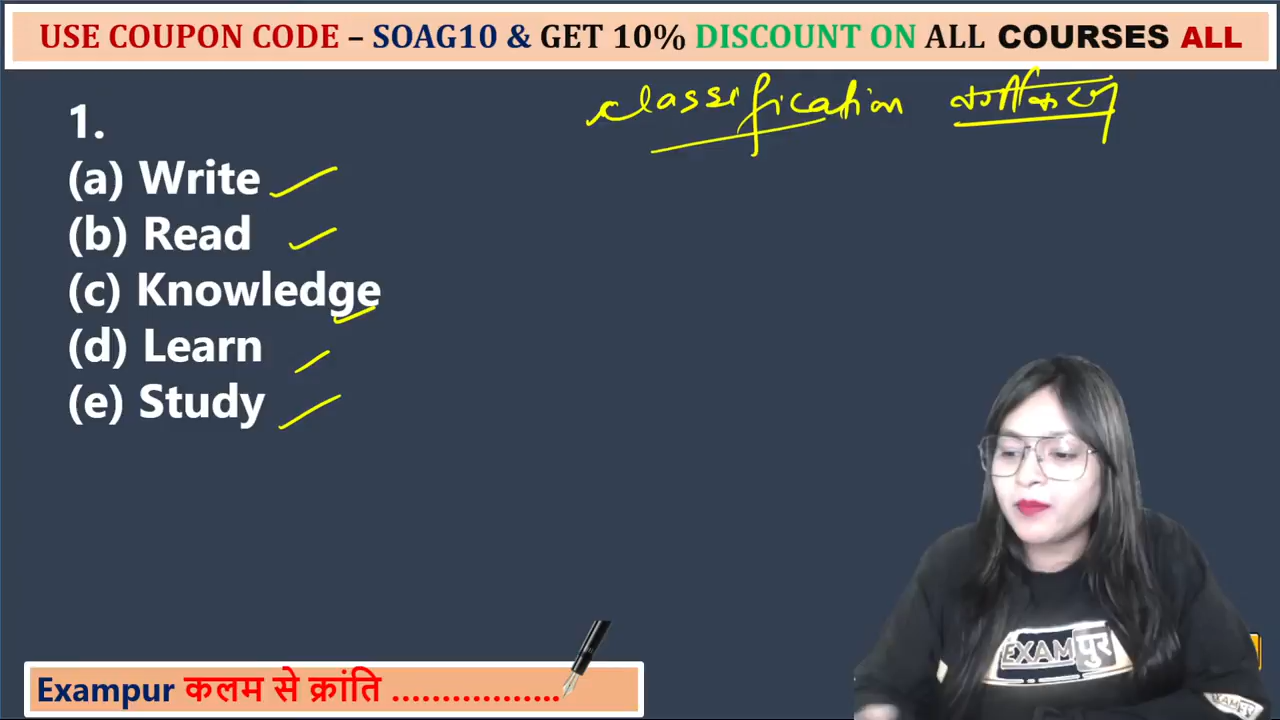 USE COUPON CODE – SOAG10 & GET 10% DISCOUNT ON ALL COURSES ALL
classification वर्गीकरण
1.
(a) Write
(b) Read
(c) Knowledge
(d) Learn
(e) Study
EXAMपुर
EXAMPUR
Exampur कलम से क्रांति .................